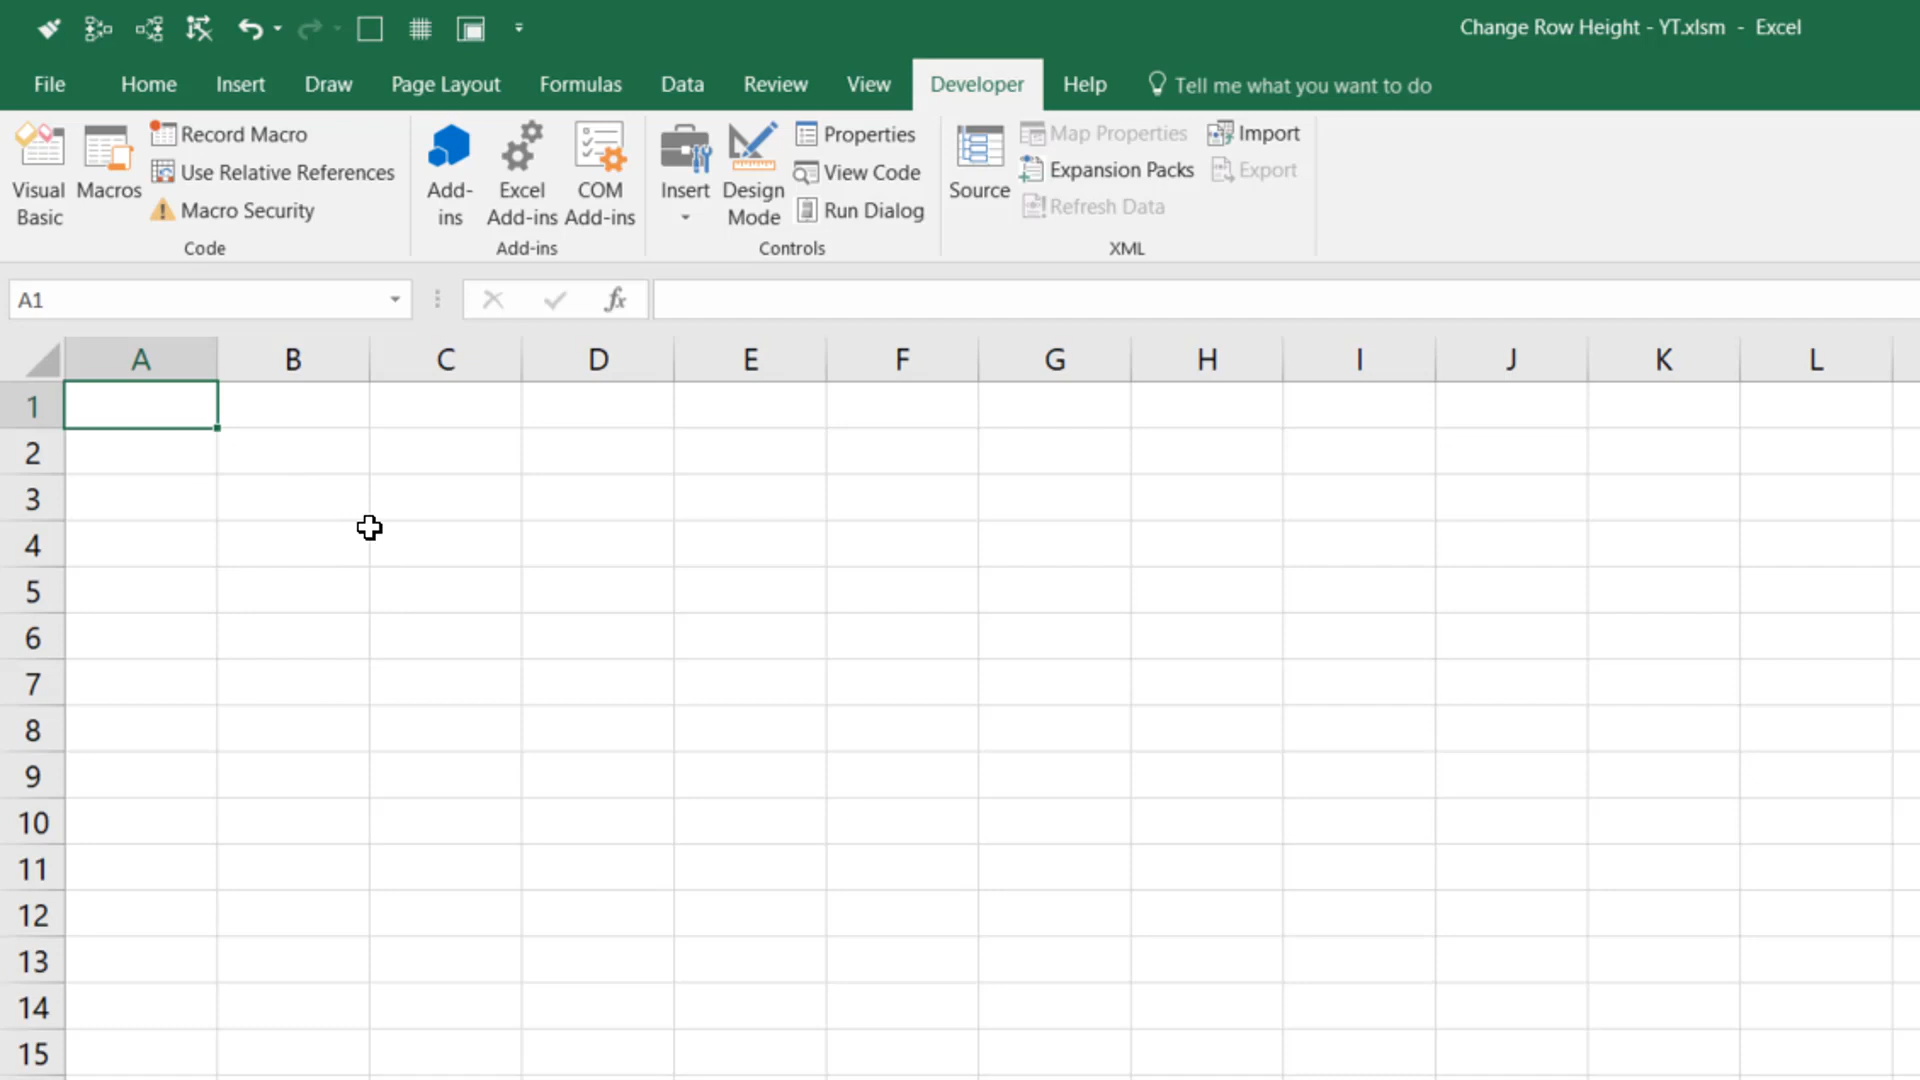 Change Row Height - YT.xlsm - Excel
File Home Insert Draw Page Layout Formulas Data Review View Developer Help Tell me what you want to do
Visual Basic
Macros
Record Macro
Use Relative References
Macro Security
Code
Add-ins
Excel Add-ins
COM Add-ins
Add-ins
Insert
Design Mode
Properties
View Code
Run Dialog
Controls
Source
Map Properties
Expansion Packs
Refresh Data
Import
Export
XML
A1
fx
A B C D E F G H I J K L
1
2
3
4
5
6
7
8
9
10
11
12
13
14
15